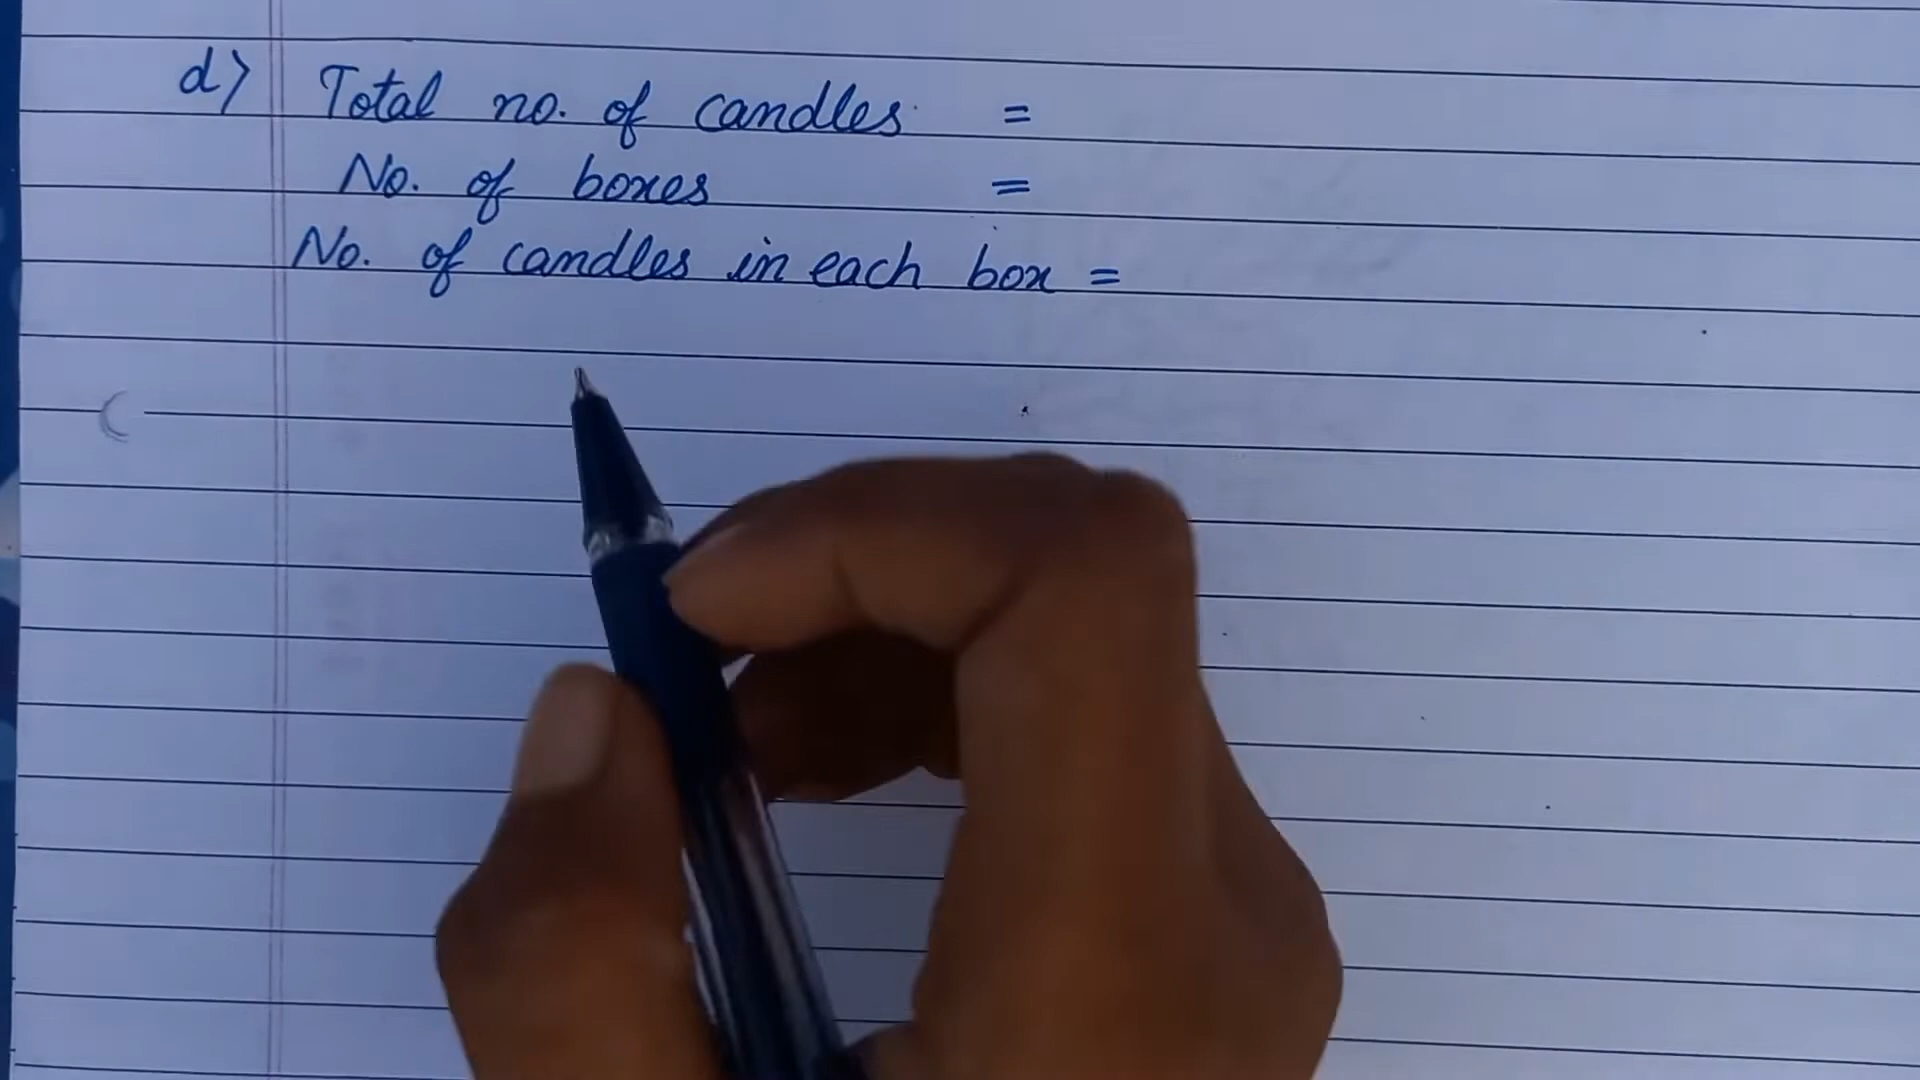 d) Total no. of candles =
No. of boxes =
No. of candles in each box =